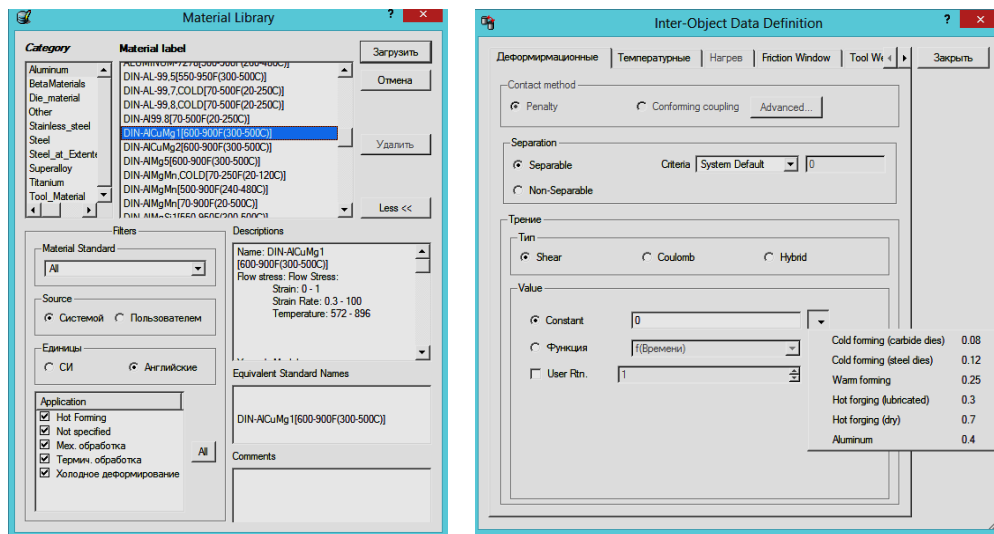 Material Library
? ×
Category
Material label
Aluminum
BetaMaterials
Die_material
Other
Stainless_steel
Steel
Steel_at_Extente
Superalloy
Titanium
Tool_Material
DIN-AL-99,5[550-950F(300-500C)]
DIN-AL-99,7,COLD[70-500F(20-250C)]
DIN-AL-99,8,COLD[70-500F(20-250C)]
DIN-Al99.8[70-500F(20-250C)]
DIN-AlCuMg1[600-900F(300-500C)]
DIN-AlCuMg2[600-900F(300-500C)]
DIN-AlMg5[600-900F(300-500C)]
DIN-AlMgMn,COLD[70-250F(20-120C)]
DIN-AlMgMn[500-900F(240-480C)]
DIN-AlMgMn[70-900F(20-500C)]
Загрузить
Отмена
Удалить
Less <<
Filters
Material Standard
All
Source
Системой
Пользователем
Единицы
СИ
Английские
Application
Hot Forming
Not specified
Мех. обработка
Термич. обработка
Холодное деформирование
All
Descriptions
Name: DIN-AlCuMg1
[600-900F(300-500C)]
Flow stress: Flow Stress:
Strain: 0 - 1
Strain Rate: 0.3 - 100
Temperature: 572 - 896
Equivalent Standard Names
DIN-AlCuMg1[600-900F(300-500C)]
Comments
Inter-Object Data Definition
? ×
Деформирмационные
Температурные
Нагрев
Friction Window
Tool We
Закрыть
Contact method
Penalty
Conforming coupling
Advanced...
Separation
Separable
Criteria
System Default
0
Non-Separable
Трение
Тип
Shear
Coulomb
Hybrid
Value
Constant
0
Функция
f(Времени)
User Rtn.
1
Cold forming (carbide dies) 0.08
Cold forming (steel dies) 0.12
Warm forming 0.25
Hot forging (lubricated) 0.3
Hot forging (dry) 0.7
Aluminum 0.4